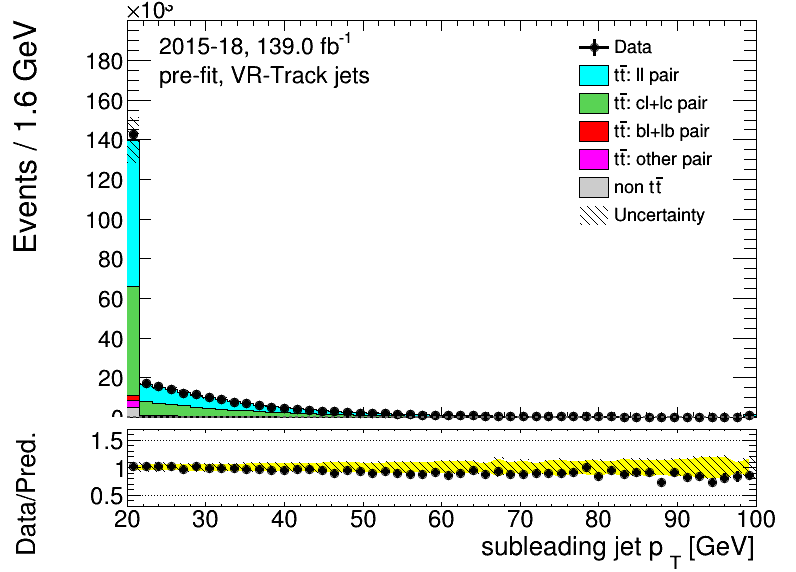 ×10³
Events / 1.6 GeV
2015-18, 139.0 fb⁻¹
pre-fit, VR-Track jets
Data
tt̄: ll pair
tt̄: cl+lc pair
tt̄: bl+lb pair
tt̄: other pair
non tt̄
Uncertainty
180
160
140
120
100
80
60
40
20
0
Data/Pred.
1.5
1
0.5
20 30 40 50 60 70 80 90 100
subleading jet p_T [GeV]